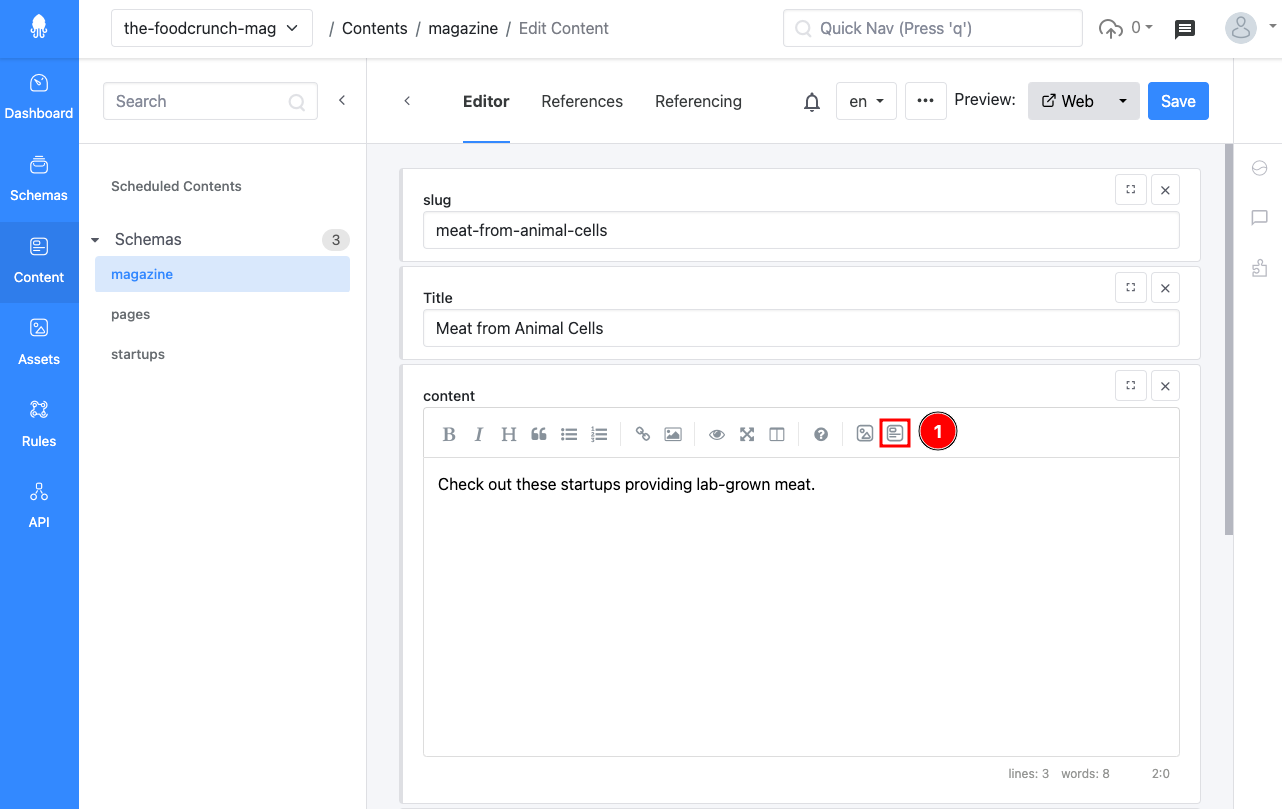 the-foodcrunch-mag / Contents / magazine / Edit Content Quick Nav (Press 'q') 0
Dashboard
Schemas
Content
Assets
Rules
API
Search
Scheduled Contents
Schemas 3
magazine
pages
startups
Editor References Referencing en Preview: Web Save
slug
meat-from-animal-cells
Title
Meat from Animal Cells
content
B I H 1
Check out these startups providing lab-grown meat.
lines: 3 words: 8 2:0